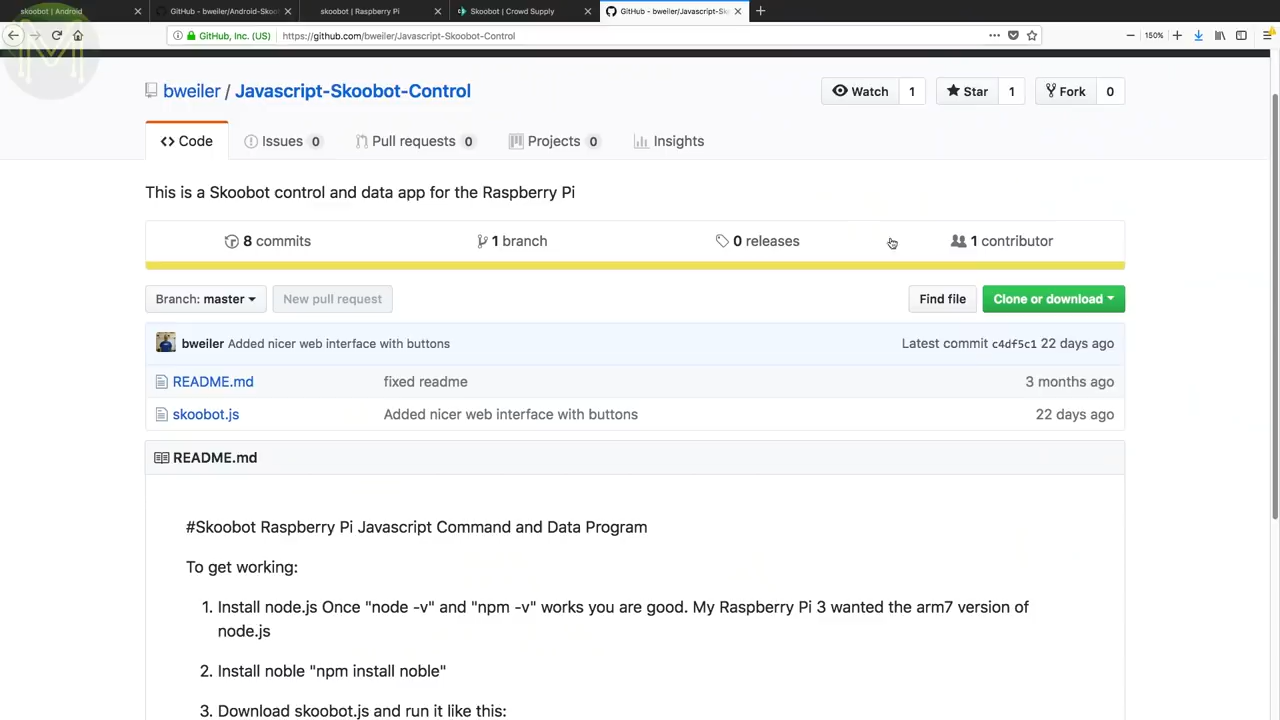 skoobot | Android
GitHub - bweiler/Android-Skoo
skoobot | Raspberry Pi
Skoobot | Crowd Supply
GitHub - bweiler/Javascript-Sk
GitHub, Inc. (US)
https://github.com/bweiler/Javascript-Skoobot-Control
150%
M
bweiler / Javascript-Skoobot-Control
Watch 1
Star 1
Fork 0
Code
Issues 0
Pull requests 0
Projects 0
Insights
This is a Skoobot control and data app for the Raspberry Pi
8 commits
1 branch
0 releases
1 contributor
Branch: master
New pull request
Find file
Clone or download
bweiler Added nicer web interface with buttons
Latest commit c4df5c1 22 days ago
README.md fixed readme 3 months ago
skoobot.js Added nicer web interface with buttons 22 days ago
README.md
#Skoobot Raspberry Pi Javascript Command and Data Program
To get working:
1. Install node.js Once "node -v" and "npm -v" works you are good. My Raspberry Pi 3 wanted the arm7 version of
node.js
2. Install noble "npm install noble"
3. Download skoobot.js and run it like this: